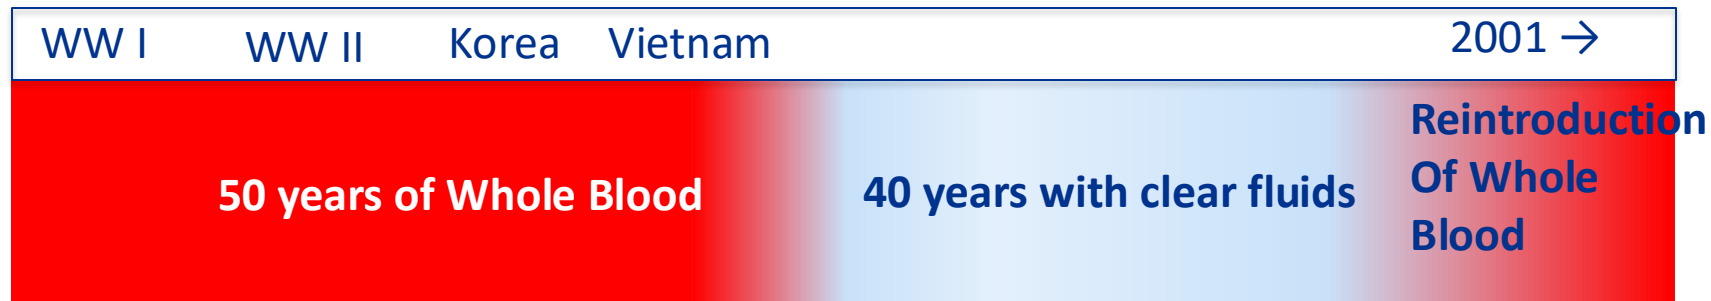 WW I WW II Korea Vietnam 2001 →
50 years of Whole Blood
40 years with clear fluids
Reintroduction
Of Whole
Blood